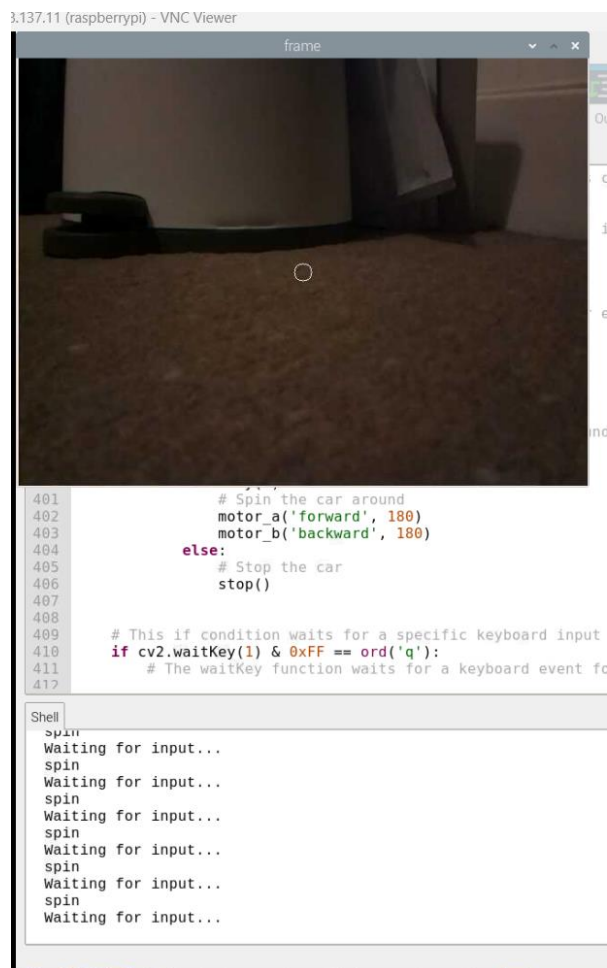 3.137.11 (raspberrypi) - VNC Viewer
frame
401 # Spin the car around
402 motor_a('forward', 180)
403 motor_b('backward', 180)
404 else:
405 # Stop the car
406 stop()
407
408
409 # This if condition waits for a specific keyboard input
410 if cv2.waitKey(1) & 0xFF == ord('q'):
411 # The waitKey function waits for a keyboard event fo
412
Shell
spin
Waiting for input...
spin
Waiting for input...
spin
Waiting for input...
spin
Waiting for input...
spin
Waiting for input...
spin
Waiting for input...